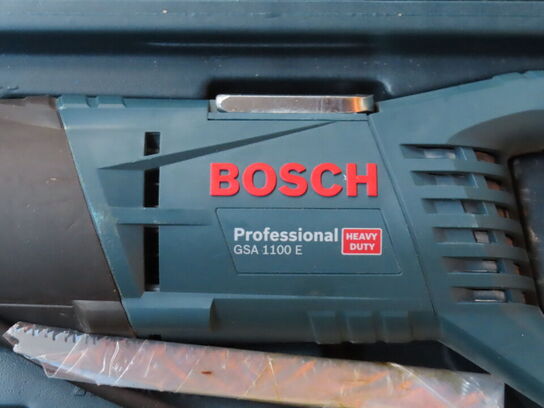 BOSCH
Professional
GSA 1100 E
HEAVY
DUTY